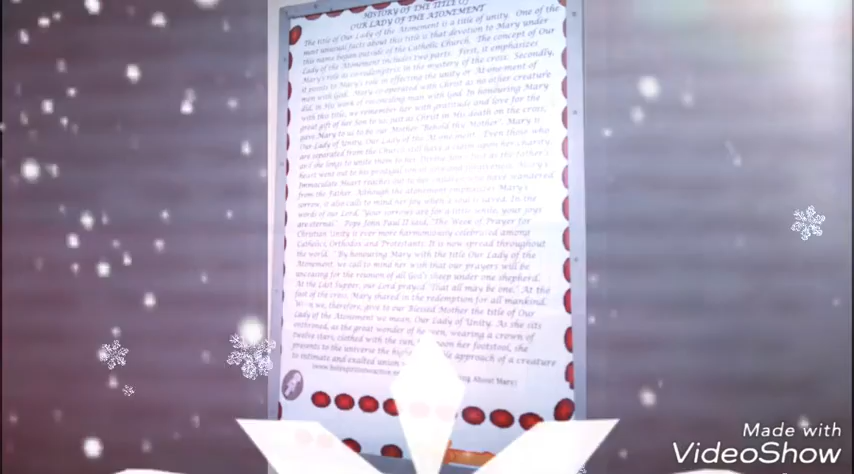 HISTORY OF THE TITLE OF
OUR LADY OF THE ATONEMENT
The title of Our Lady of the Atonement is a title of unity. One of the
most unusual facts about this title is that devotion to Mary under
this name began outside of the Catholic Church. The concept of Our
Lady of the Atonement includes two parts. First, it emphasizes
Mary's role as corredemptrix in the mystery of the cross. Secondly,
it points to Mary's role in effecting the unity or At-one-ment of
men with God. Mary co-operated with Christ as no other creature
did, in His work of reconciling man with God. In honouring Mary
with this title, we remember her with gratitude and love for the
great gift of her Son to us, just as Christ in His death on the cross,
gave Mary to us to be our Mother. "Behold thy Mother". Mary is
Our Lady of Unity, Our Lady of the At-one-ment. Even those who
are separated from the Church still have a claim upon her charity
and she longs to unite them to her Divine Son. Just as the Father's
heart went out to his prodigal son Mary's
Immaculate Heart reaches out to her children who have wandered
from the Father. Although the atonement emphasizes Mary's
sorrow, it also calls to mind her joy when a soul is saved. In the
words of our Lord, "Your sorrows are for a little while, your joys
are eternal". Pope John Paul II said, "The Week of Prayer for
Christian Unity is ever more harmoniously celebrated among
Catholics, Orthodox and Protestants. It is now spread throughout
the world. "By honouring Mary with the title Our Lady of the
Atonement, we call to mind her wish that our prayers will be
unceasing for the reunion of all God's sheep under one shepherd.
At the Last Supper, our Lord prayed "That all may be one." At the
foot of the cross, Mary shared in the redemption for all mankind.
When we, therefore, give to our Blessed Mother the title of Our
Lady of the Atonement we mean, Our Lady of Unity. As she sits
enthroned, as the great wonder of heaven, wearing a crown of
twelve stars, clothed with the sun, moon her footstool, she
presents to the universe the approach of a creature
to intimate and exalted union
About Mary)
Made with
VideoShow